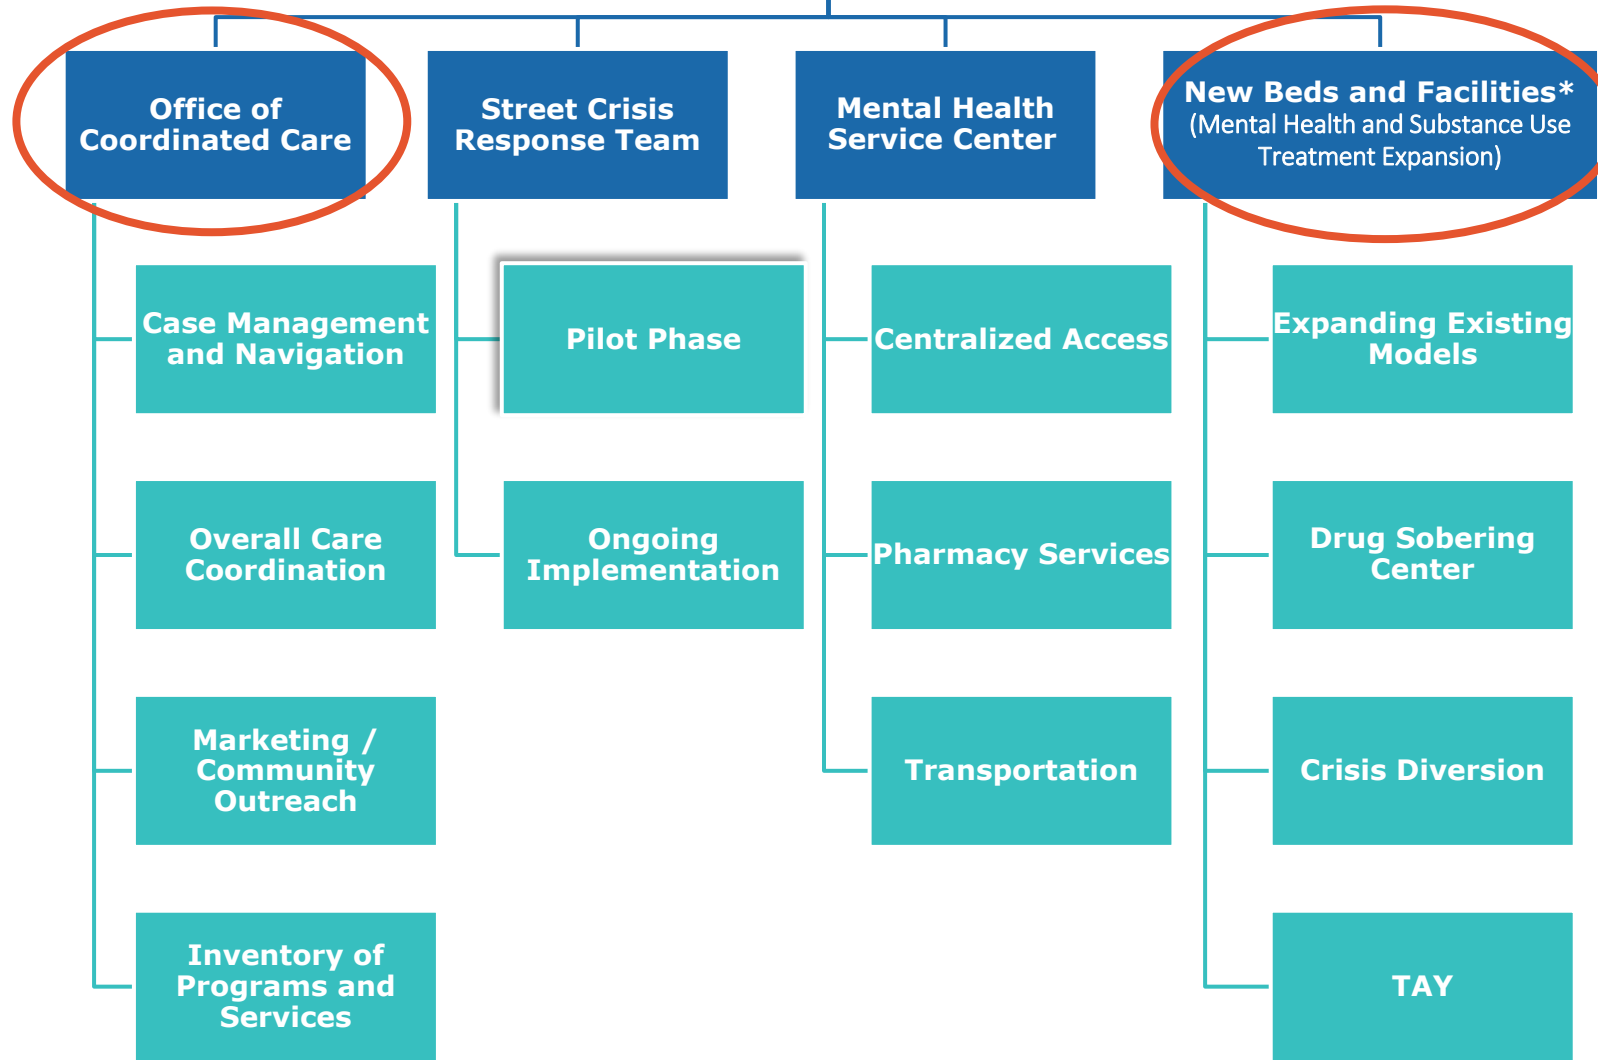 Office of
Coordinated Care
Street Crisis
Response Team
Mental Health
Service Center
New Beds and Facilities*
(Mental Health and Substance Use
Treatment Expansion)
Case Management
and Navigation
Pilot Phase
Centralized Access
Expanding Existing
Models
Overall Care
Coordination
Ongoing
Implementation
Pharmacy Services
Drug Sobering
Center
Marketing /
Community
Outreach
Transportation
Crisis Diversion
Inventory of
Programs and
Services
TAY